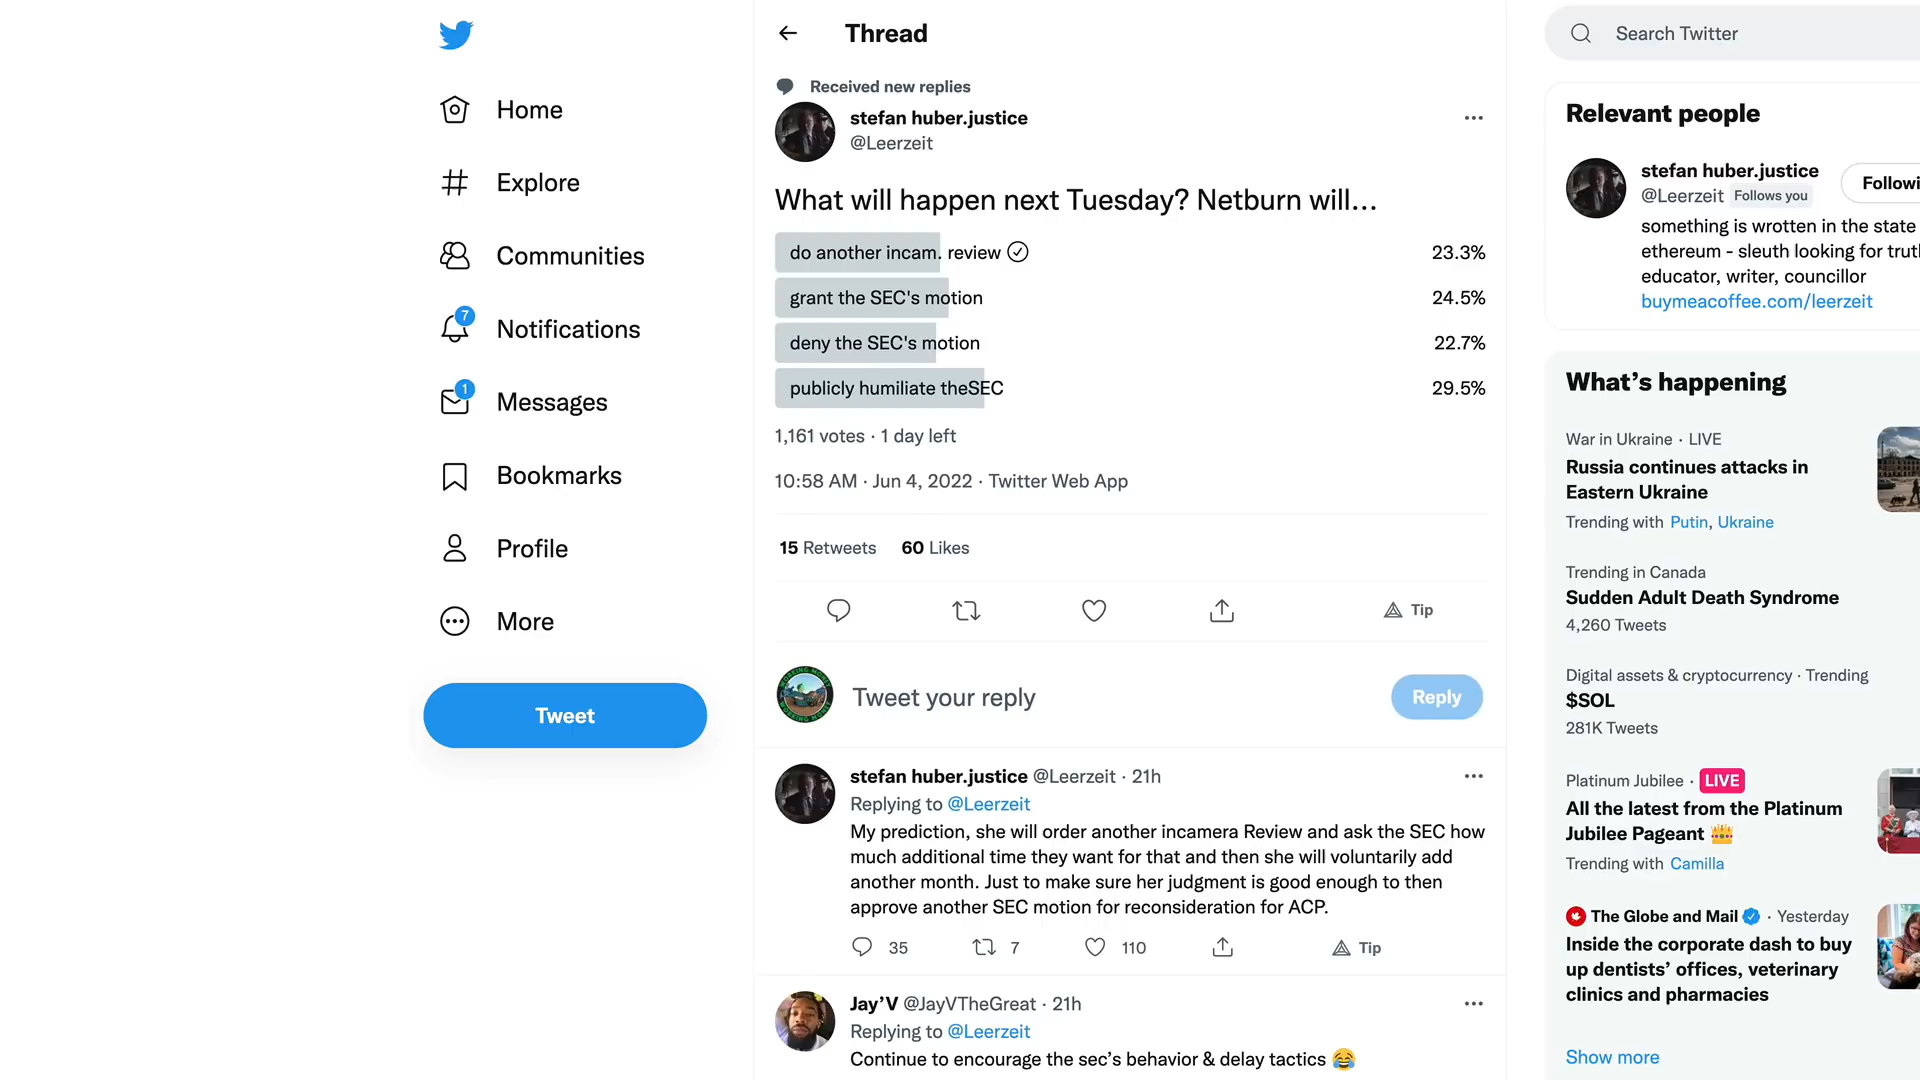 Home
Explore
Communities
7
Notifications
1
Messages
Bookmarks
Profile
More
Tweet
Thread
Received new replies
stefan huber.justice
@Leerzeit
What will happen next Tuesday? Netburn will...
do another incam. review 23.3%
grant the SEC's motion 24.5%
deny the SEC's motion 22.7%
publicly humiliate theSEC 29.5%
1,161 votes · 1 day left
10:58 AM · Jun 4, 2022 · Twitter Web App
15 Retweets 60 Likes
Tip
Tweet your reply
Reply
stefan huber.justice @Leerzeit · 21h
Replying to @Leerzeit
My prediction, she will order another incamera Review and ask the SEC how
much additional time they want for that and then she will voluntarily add
another month. Just to make sure her judgment is good enough to then
approve another SEC motion for reconsideration for ACP.
35 7 110 Tip
Jay’V @JayVTheGreat · 21h
Replying to @Leerzeit
Continue to encourage the sec’s behavior & delay tactics 😂
Search Twitter
Relevant people
stefan huber.justice
@Leerzeit Follows you
Followi
something is wrotten in the state
ethereum - sleuth looking for trut
educator, writer, councillor
buymeacoffee.com/leerzeit
What’s happening
War in Ukraine · LIVE
Russia continues attacks in
Eastern Ukraine
Trending with Putin, Ukraine
Trending in Canada
Sudden Adult Death Syndrome
4,260 Tweets
Digital assets & cryptocurrency · Trending
$SOL
281K Tweets
Platinum Jubilee · LIVE
All the latest from the Platinum
Jubilee Pageant 👑
Trending with Camilla
The Globe and Mail · Yesterday
Inside the corporate dash to buy
up dentists’ offices, veterinary
clinics and pharmacies
Show more